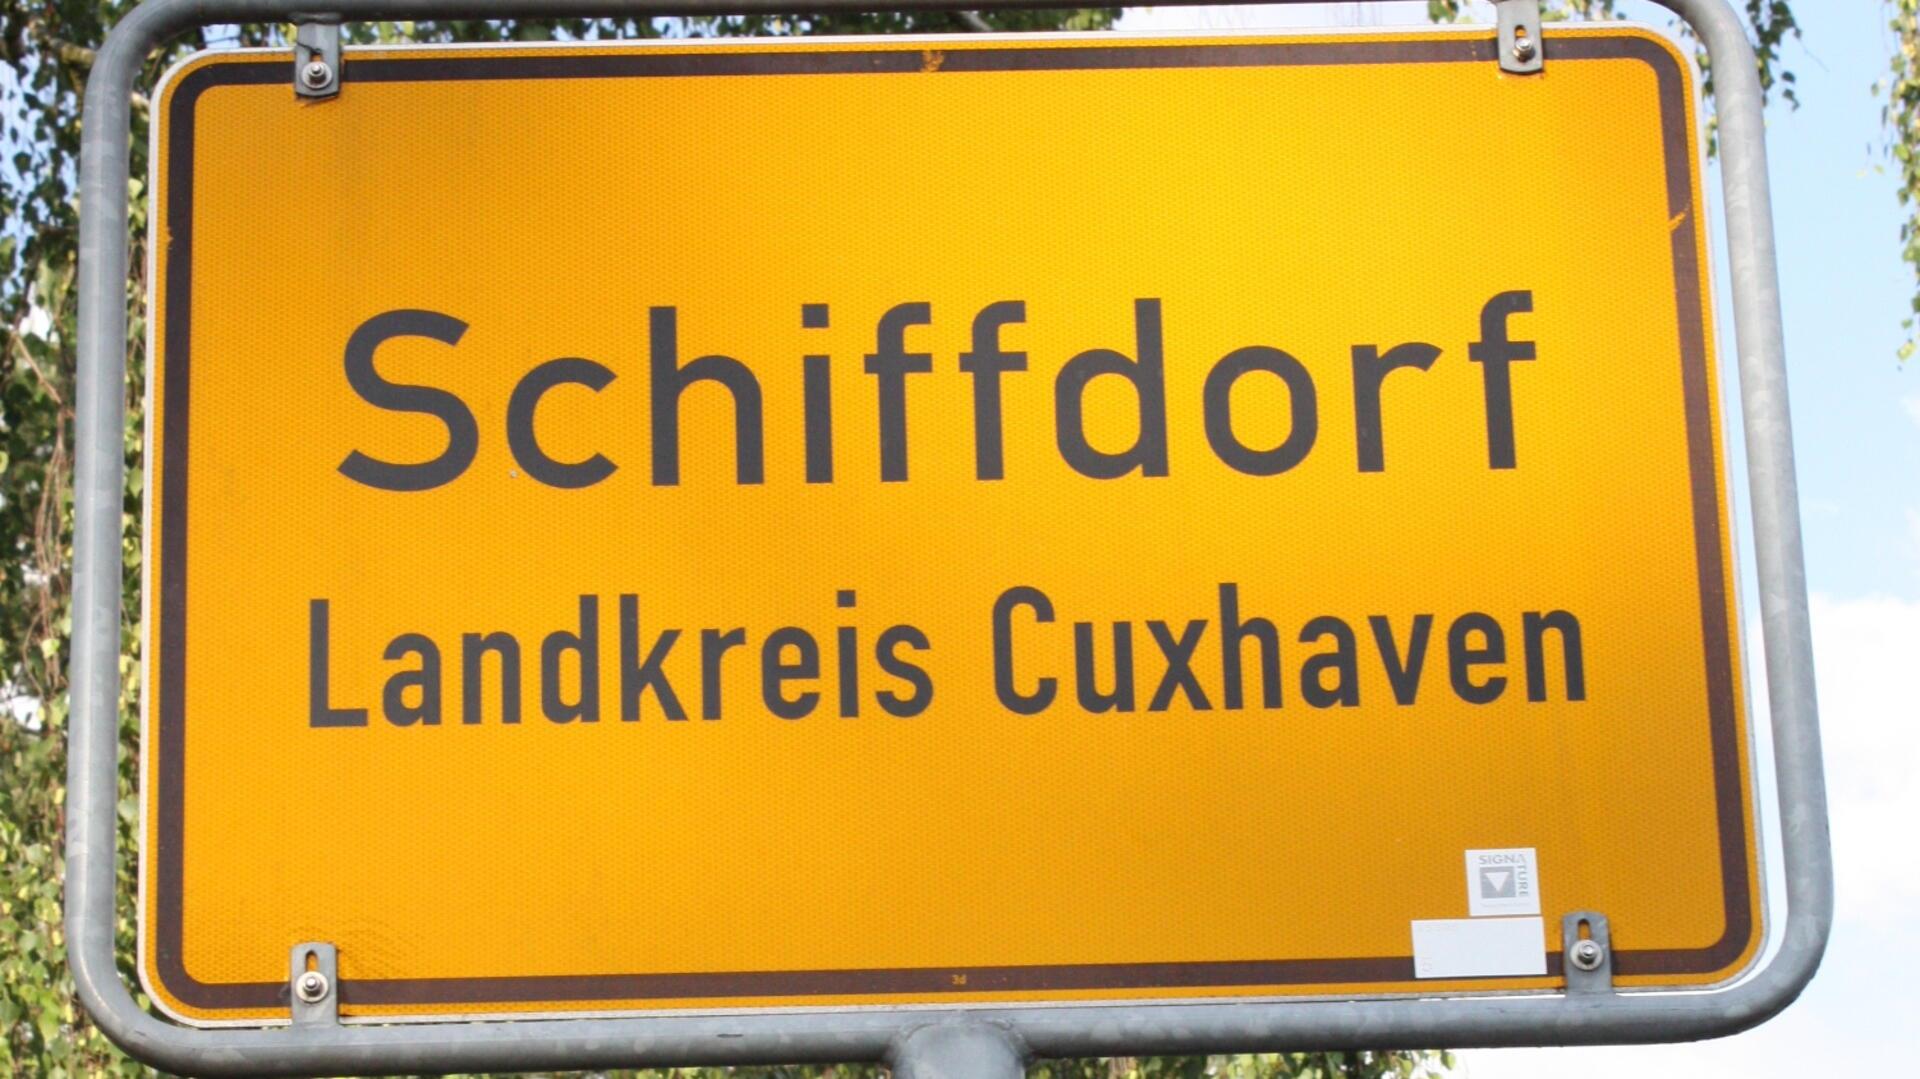 Schiffdorf
Landkreis Cuxhaven
SIGNATURE